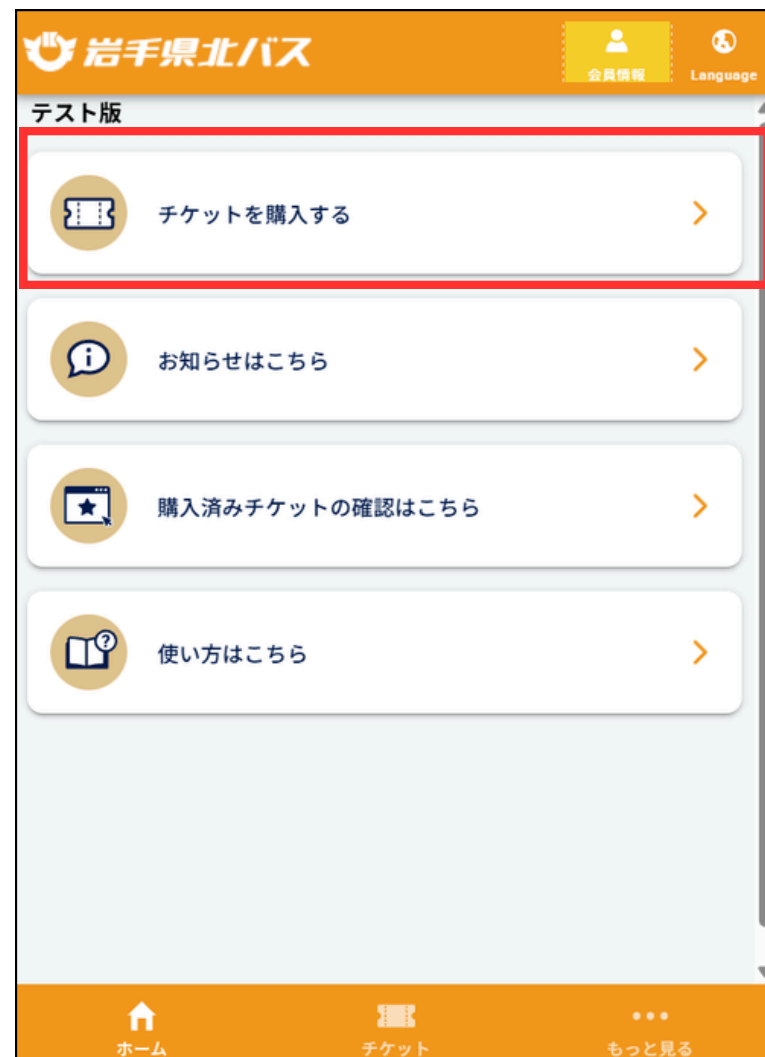 岩手県北バス
会員情報
Language
テスト版
チケットを購入する
お知らせはこちら
購入済みチケットの確認はこちら
使い方はこちら
ホーム
チケット
もっと見る